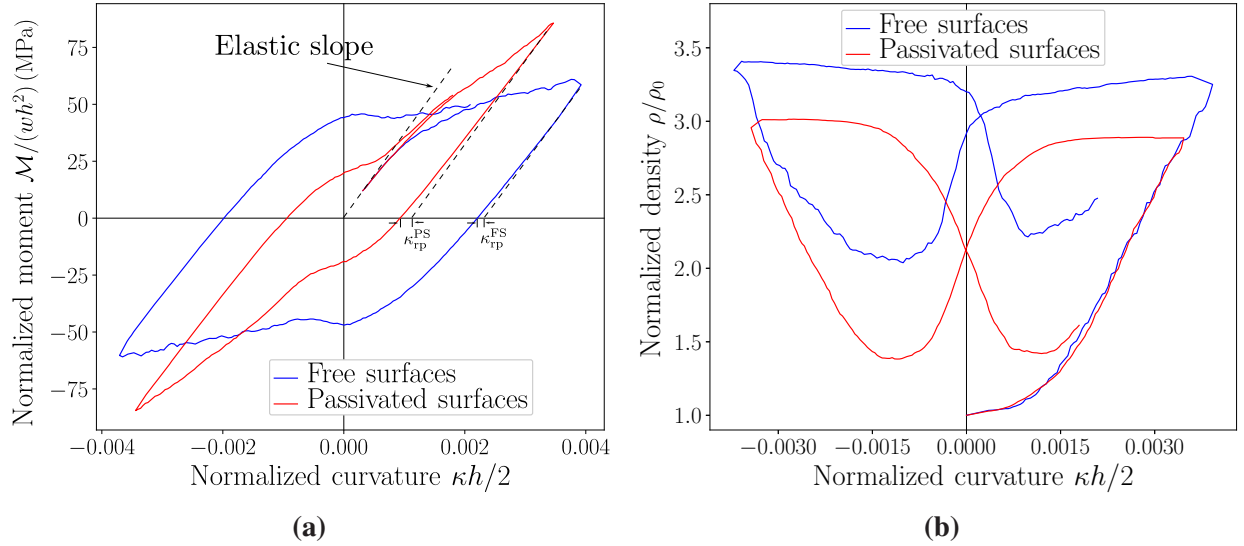 Normalized moment ℳ/(wh²) (MPa)
75
50
25
0
−25
−50
−75
Elastic slope
κ_rp^PS
κ_rp^FS
Free surfaces
Passivated surfaces
−0.004
−0.002
0.000
0.002
0.004
Normalized curvature κh/2
(a)
Normalized density ρ/ρ₀
3.5
3.0
2.5
2.0
1.5
1.0
Free surfaces
Passivated surfaces
−0.0030
−0.0015
0.0000
0.0015
0.0030
Normalized curvature κh/2
(b)